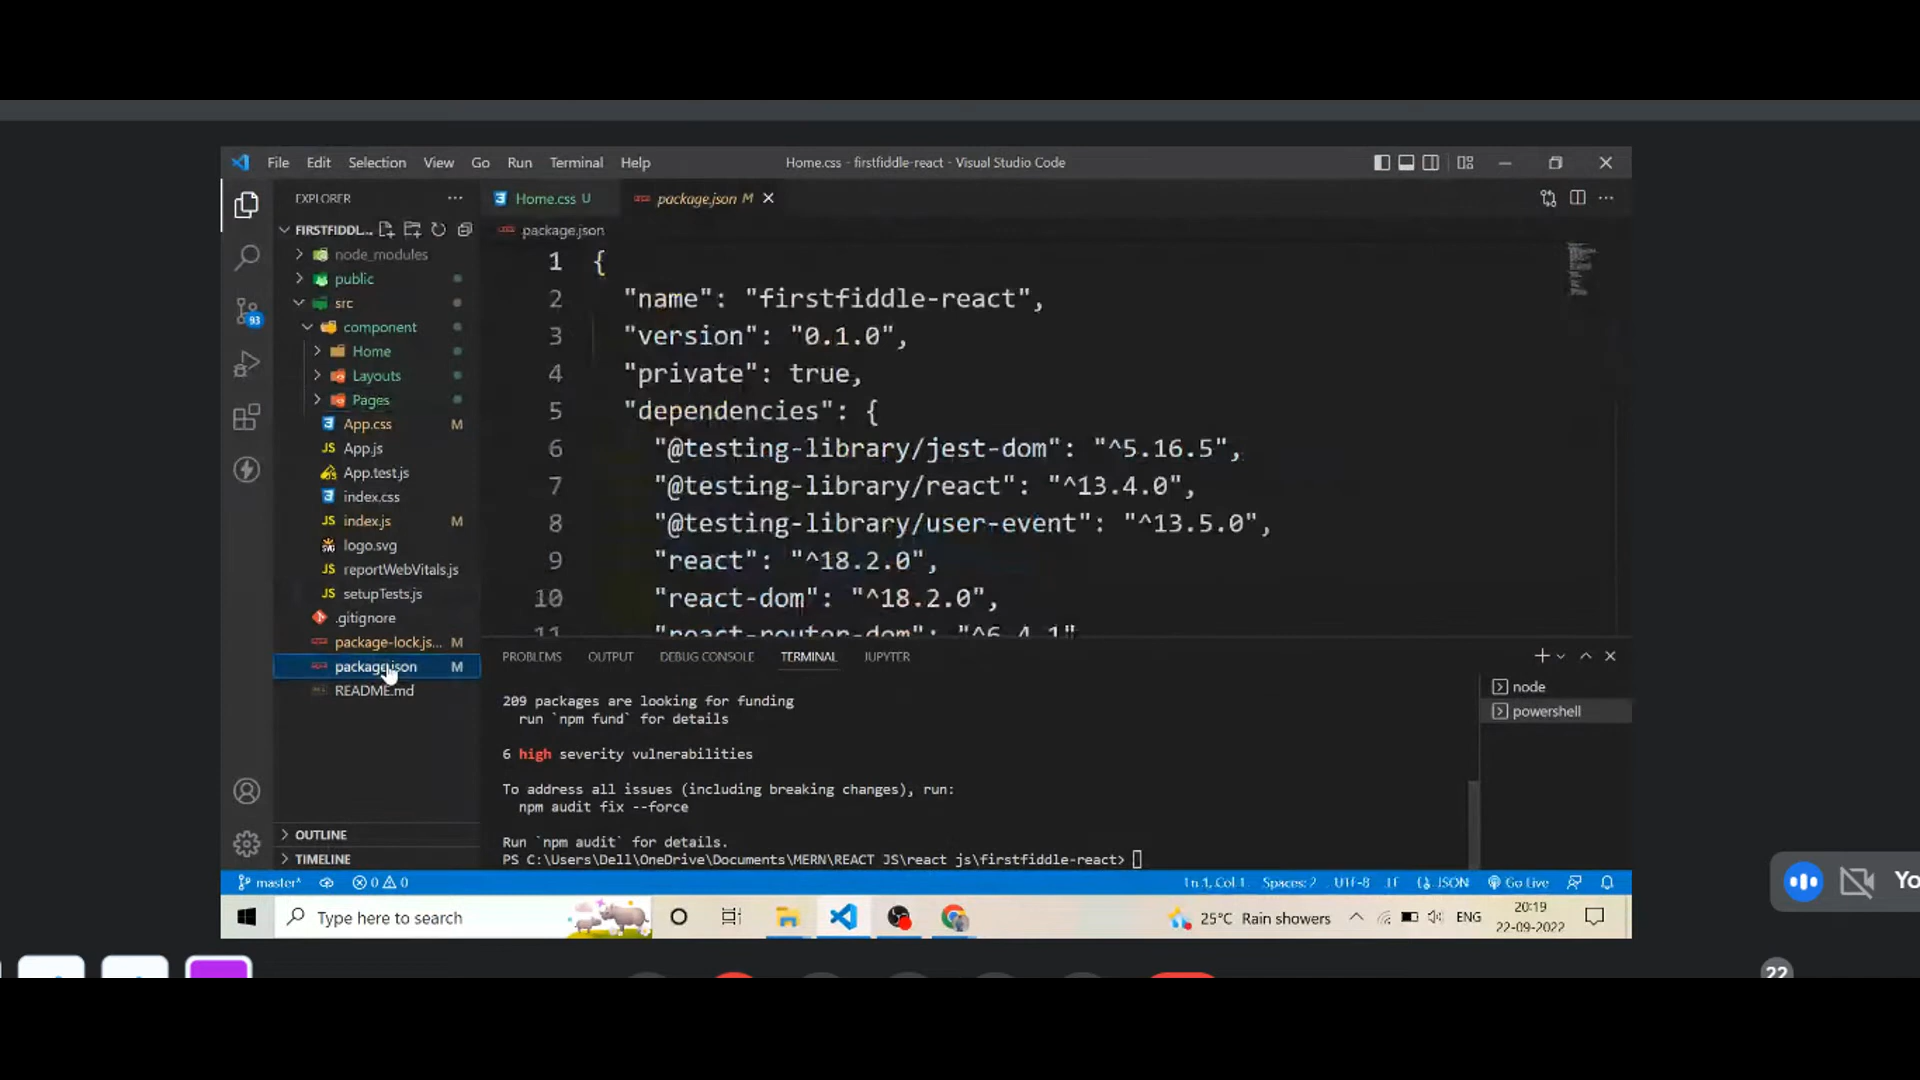 File Edit Selection View Go Run Terminal Help
Home.css - firstfiddle-react - Visual Studio Code
EXPLORER
FIRSTFIDDL...
node_modules
public
src
component
Home
Layouts
Pages
App.css M
App.js
App.test.js
index.css
index.js M
logo.svg
reportWebVitals.js
setupTests.js
.gitignore
package-lock.js... M
package.json M
README.md
OUTLINE
TIMELINE
93
Home.css U
package.json M
package.json
1 {
2 "name": "firstfiddle-react",
3 "version": "0.1.0",
4 "private": true,
5 "dependencies": {
6 "@testing-library/jest-dom": "^5.16.5",
7 "@testing-library/react": "^13.4.0",
8 "@testing-library/user-event": "^13.5.0",
9 "react": "^18.2.0",
10 "react-dom": "^18.2.0",
11 "react-router-dom": "^6.4.1",
PROBLEMS OUTPUT DEBUG CONSOLE TERMINAL JUPYTER
209 packages are looking for funding
run `npm fund` for details
6 high severity vulnerabilities
To address all issues (including breaking changes), run:
npm audit fix --force
Run `npm audit` for details.
PS C:\Users\Dell\OneDrive\Documents\MERN\REACT JS\react js\firstfiddle-react>
node
powershell
master* 0 0
Ln 1, Col 1 Spaces: 2 UTF-8 LF {} JSON Go Live
Type here to search
25°C Rain showers
ENG
20:19
22-09-2022
Yo
22